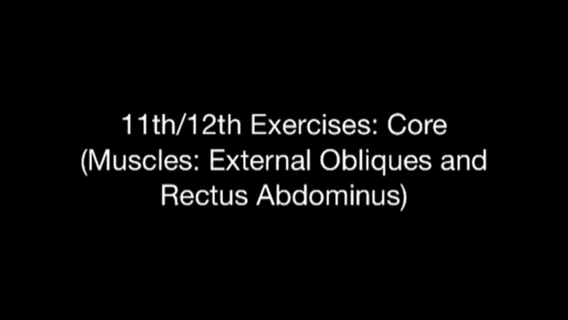 11th/12th Exercises: Core
(Muscles: External Obliques and
Rectus Abdominus)